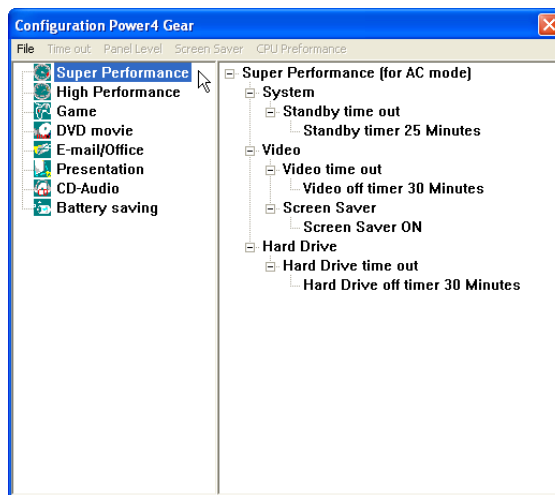 Configuration Power4 Gear
File Time out Panel Level Screen Saver CPU Preformance
Super Performance
High Performance
Game
DVD movie
E-mail/Office
Presentation
CD-Audio
Battery saving
Super Performance (for AC mode)
System
Standby time out
Standby timer 25 Minutes
Video
Video time out
Video off timer 30 Minutes
Screen Saver
Screen Saver ON
Hard Drive
Hard Drive time out
Hard Drive off timer 30 Minutes